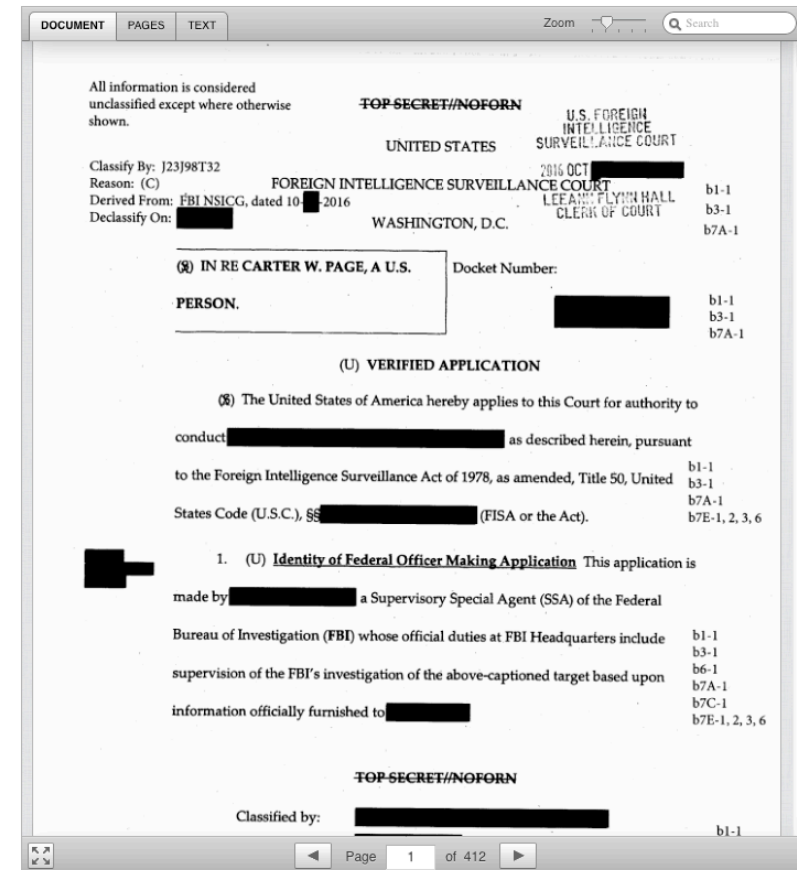 DOCUMENT PAGES TEXT Zoom Search
All information is considered
unclassified except where otherwise
shown.
TOP SECRET//NOFORN
U.S. FOREIGN
INTELLIGENCE
SURVEILLANCE COURT
UNITED STATES
Classify By: J23J98T32
Reason: (C)
Derived From: FBI NSICG, dated 10- -2016
Declassify On:
2016 OCT
FOREIGN INTELLIGENCE SURVEILLANCE COURT
LEEANN FLYNN HALL
CLERK OF COURT
WASHINGTON, D.C.
b1-1
b3-1
b7A-1
(S) IN RE CARTER W. PAGE, A U.S.
PERSON.
Docket Number:
b1-1
b3-1
b7A-1
(U) VERIFIED APPLICATION
(S) The United States of America hereby applies to this Court for authority to
conduct as described herein, pursuant
to the Foreign Intelligence Surveillance Act of 1978, as amended, Title 50, United
States Code (U.S.C.), §§ (FISA or the Act).
b1-1
b3-1
b7A-1
b7E-1, 2, 3, 6
1. (U) Identity of Federal Officer Making Application This application is
made by a Supervisory Special Agent (SSA) of the Federal
Bureau of Investigation (FBI) whose official duties at FBI Headquarters include
supervision of the FBI's investigation of the above-captioned target based upon
information officially furnished to
b1-1
b3-1
b6-1
b7A-1
b7C-1
b7E-1, 2, 3, 6
TOP SECRET//NOFORN
Classified by:
b1-1
Page 1 of 412